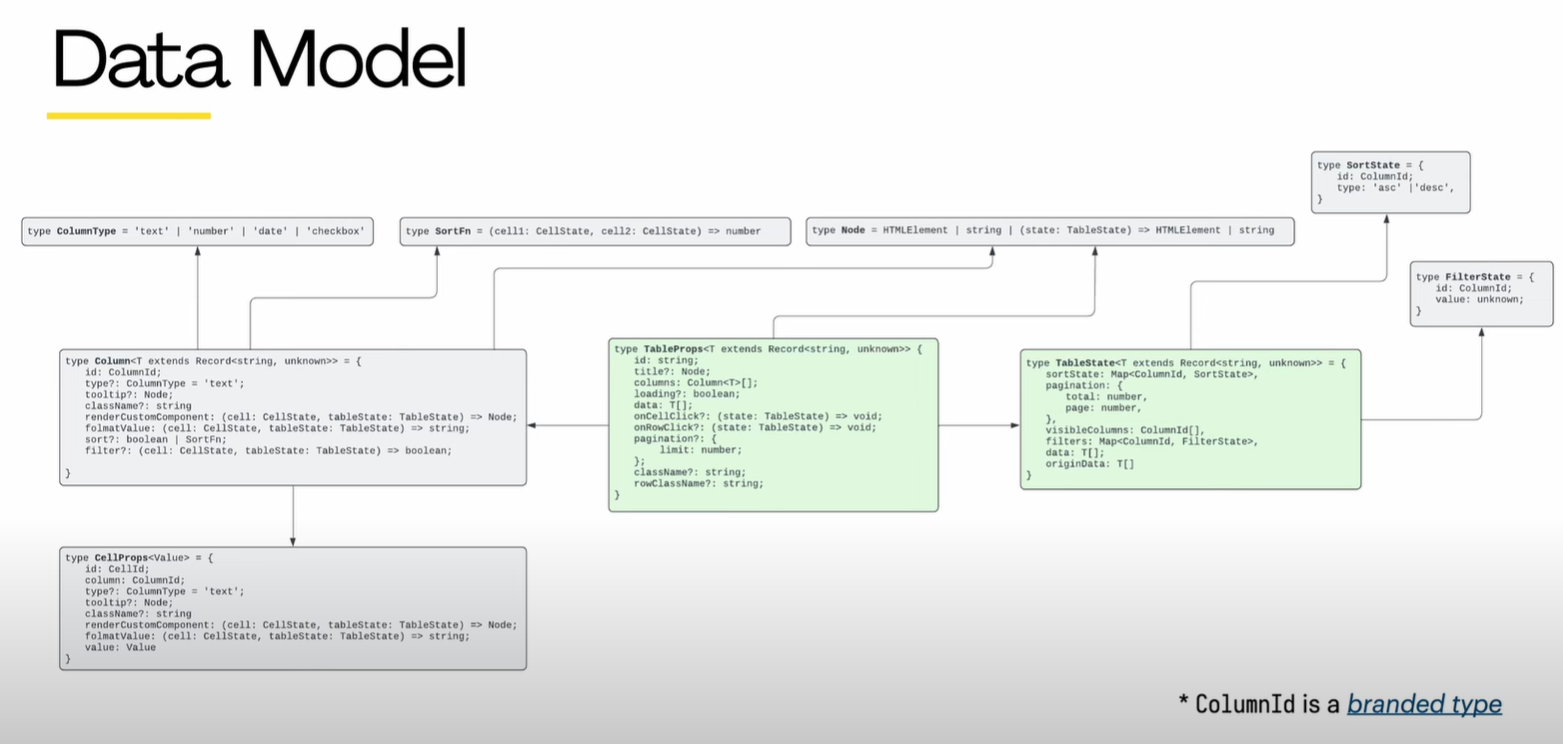 Data Model
type SortState = {
id: ColumnId;
type: 'asc' |'desc',
}
type ColumnType = 'text' | 'number' | 'date' | 'checkbox'
type SortFn = (cell1: CellState, cell2: CellState) => number
type Node = HTMLElement | string | (state: TableState) => HTMLElement | string
type FilterState = {
id: ColumnId;
value: unknown;
}
type Column<T extends Record<string, unknown>> = {
id: ColumnId;
type?: ColumnType = 'text';
tooltip?: Node;
className?: string
renderCustomComponent: (cell: CellState, tableState: TableState) => Node;
folmatValue: (cell: CellState, tableState: TableState) => string;
sort?: boolean | SortFn;
filter?: (cell: CellState, tableState: TableState) => boolean;
}
type TableProps<T extends Record<string, unknown>> {
id: string;
title?: Node;
columns: Column<T>[];
loading?: boolean;
data: T[];
onCellClick?: (state: TableState) => void;
onRowClick?: (state: TableState) => void;
pagination?: {
limit: number;
};
className?: string;
rowClassName?: string;
}
type TableState<T extends Record<string, unknown>> = {
sortState: Map<ColumnId, SortState>,
pagination: {
total: number,
page: number,
},
visibleColumns: ColumnId[],
filters: Map<ColumnId, FilterState>,
data: T[];
originData: T[]
}
type CellProps<Value> = {
id: CellId;
column: ColumnId;
type?: ColumnType = 'text';
tooltip?: Node;
className?: string
renderCustomComponent: (cell: CellState, tableState: TableState) => Node;
folmatValue: (cell: CellState, tableState: TableState) => string;
value: Value
}
* ColumnId is a branded type